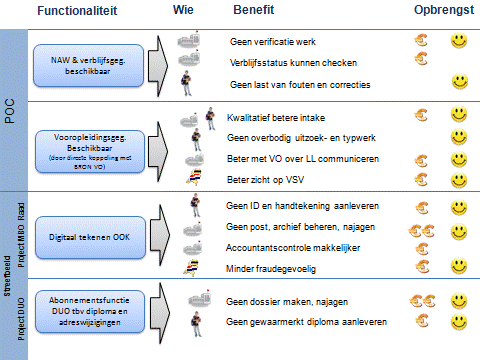 Functionaliteit Wie Benefit Opbrengst
POC
NAW & verblijfsgeg.
beschikbaar
Geen verificatie werk
Verblijfsstatus kunnen checken
Geen last van fouten en correcties
Vooropleidingsgeg.
Beschikbaar
(door directe koppeling met
BRON VO)
Kwalitatief betere intake
Geen overbodig uitzoek- en typwerk
Beter met VO over LL communiceren
Beter zicht op VSV
Streefbeeld
Project MBO Raad
Digitaal tekenen OOK
Geen ID en handtekening aanleveren
Geen post, archief beheren, najagen
Accountantscontrole makkelijker
Minder fraudegevoelig
Project DUO
Abonnementsfunctie
DUO tbv diploma en
adreswijzigingen
Geen dossier maken, najagen
Geen gewaarmerkt diploma aanleveren